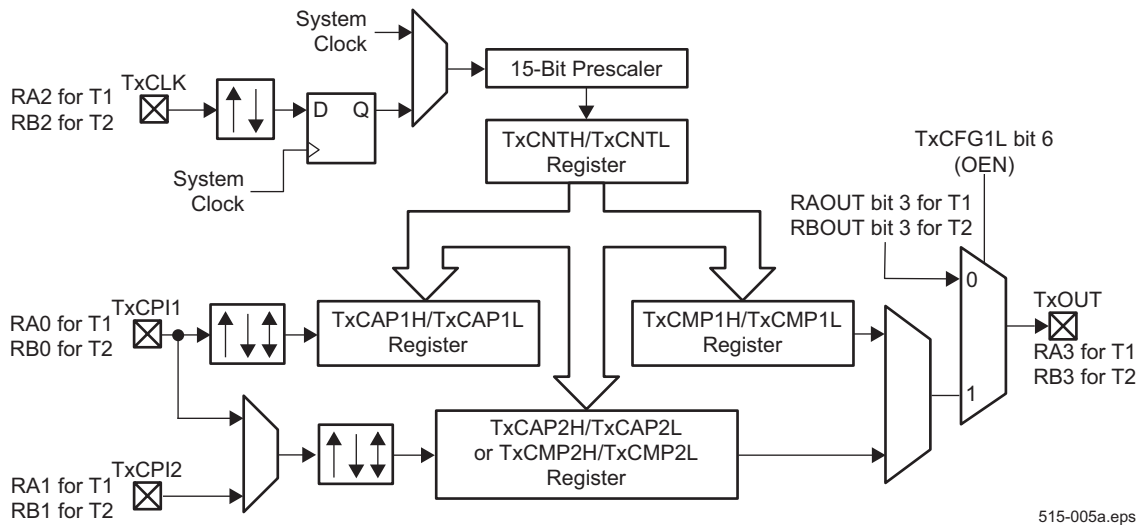 System
Clock
15-Bit Prescaler
TxCLK
RA2 for T1
RB2 for T2
D Q
System
Clock
TxCNTH/TxCNTL
Register
TxCFG1L bit 6
(OEN)
RAOUT bit 3 for T1
RBOUT bit 3 for T2
0
TxOUT
RA3 for T1
RB3 for T2
1
TxCPI1
RA0 for T1
RB0 for T2
TxCAP1H/TxCAP1L
Register
TxCMP1H/TxCMP1L
Register
TxCAP2H/TxCAP2L
or TxCMP2H/TxCMP2L
Register
TxCPI2
RA1 for T1
RB1 for T2
515-005a.eps